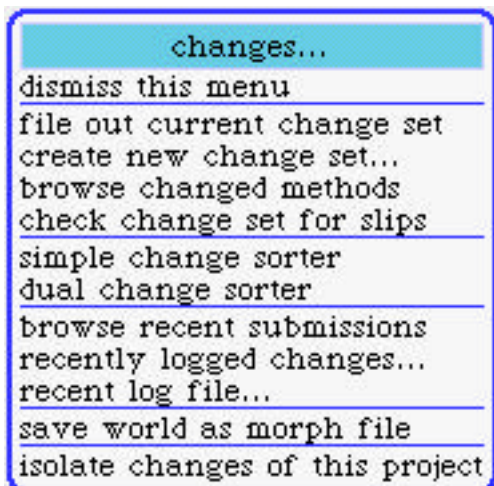 changes...
dismiss this menu
file out current change set
create new change set...
browse changed methods
check change set for slips
simple change sorter
dual change sorter
browse recent submissions
recently logged changes...
recent log file...
save world as morph file
isolate changes of this project